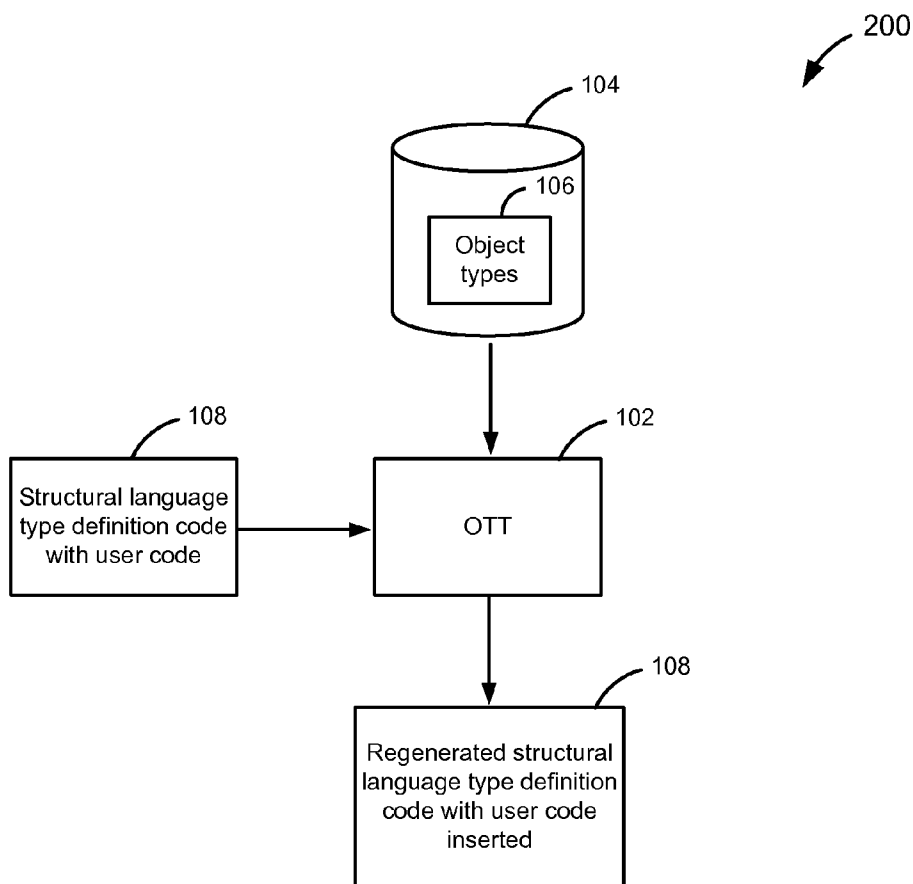 200
104
106
Object
types
108
102
Structural language
type definition code
with user code
OTT
108
Regenerated structural
language type definition
code with user code
inserted